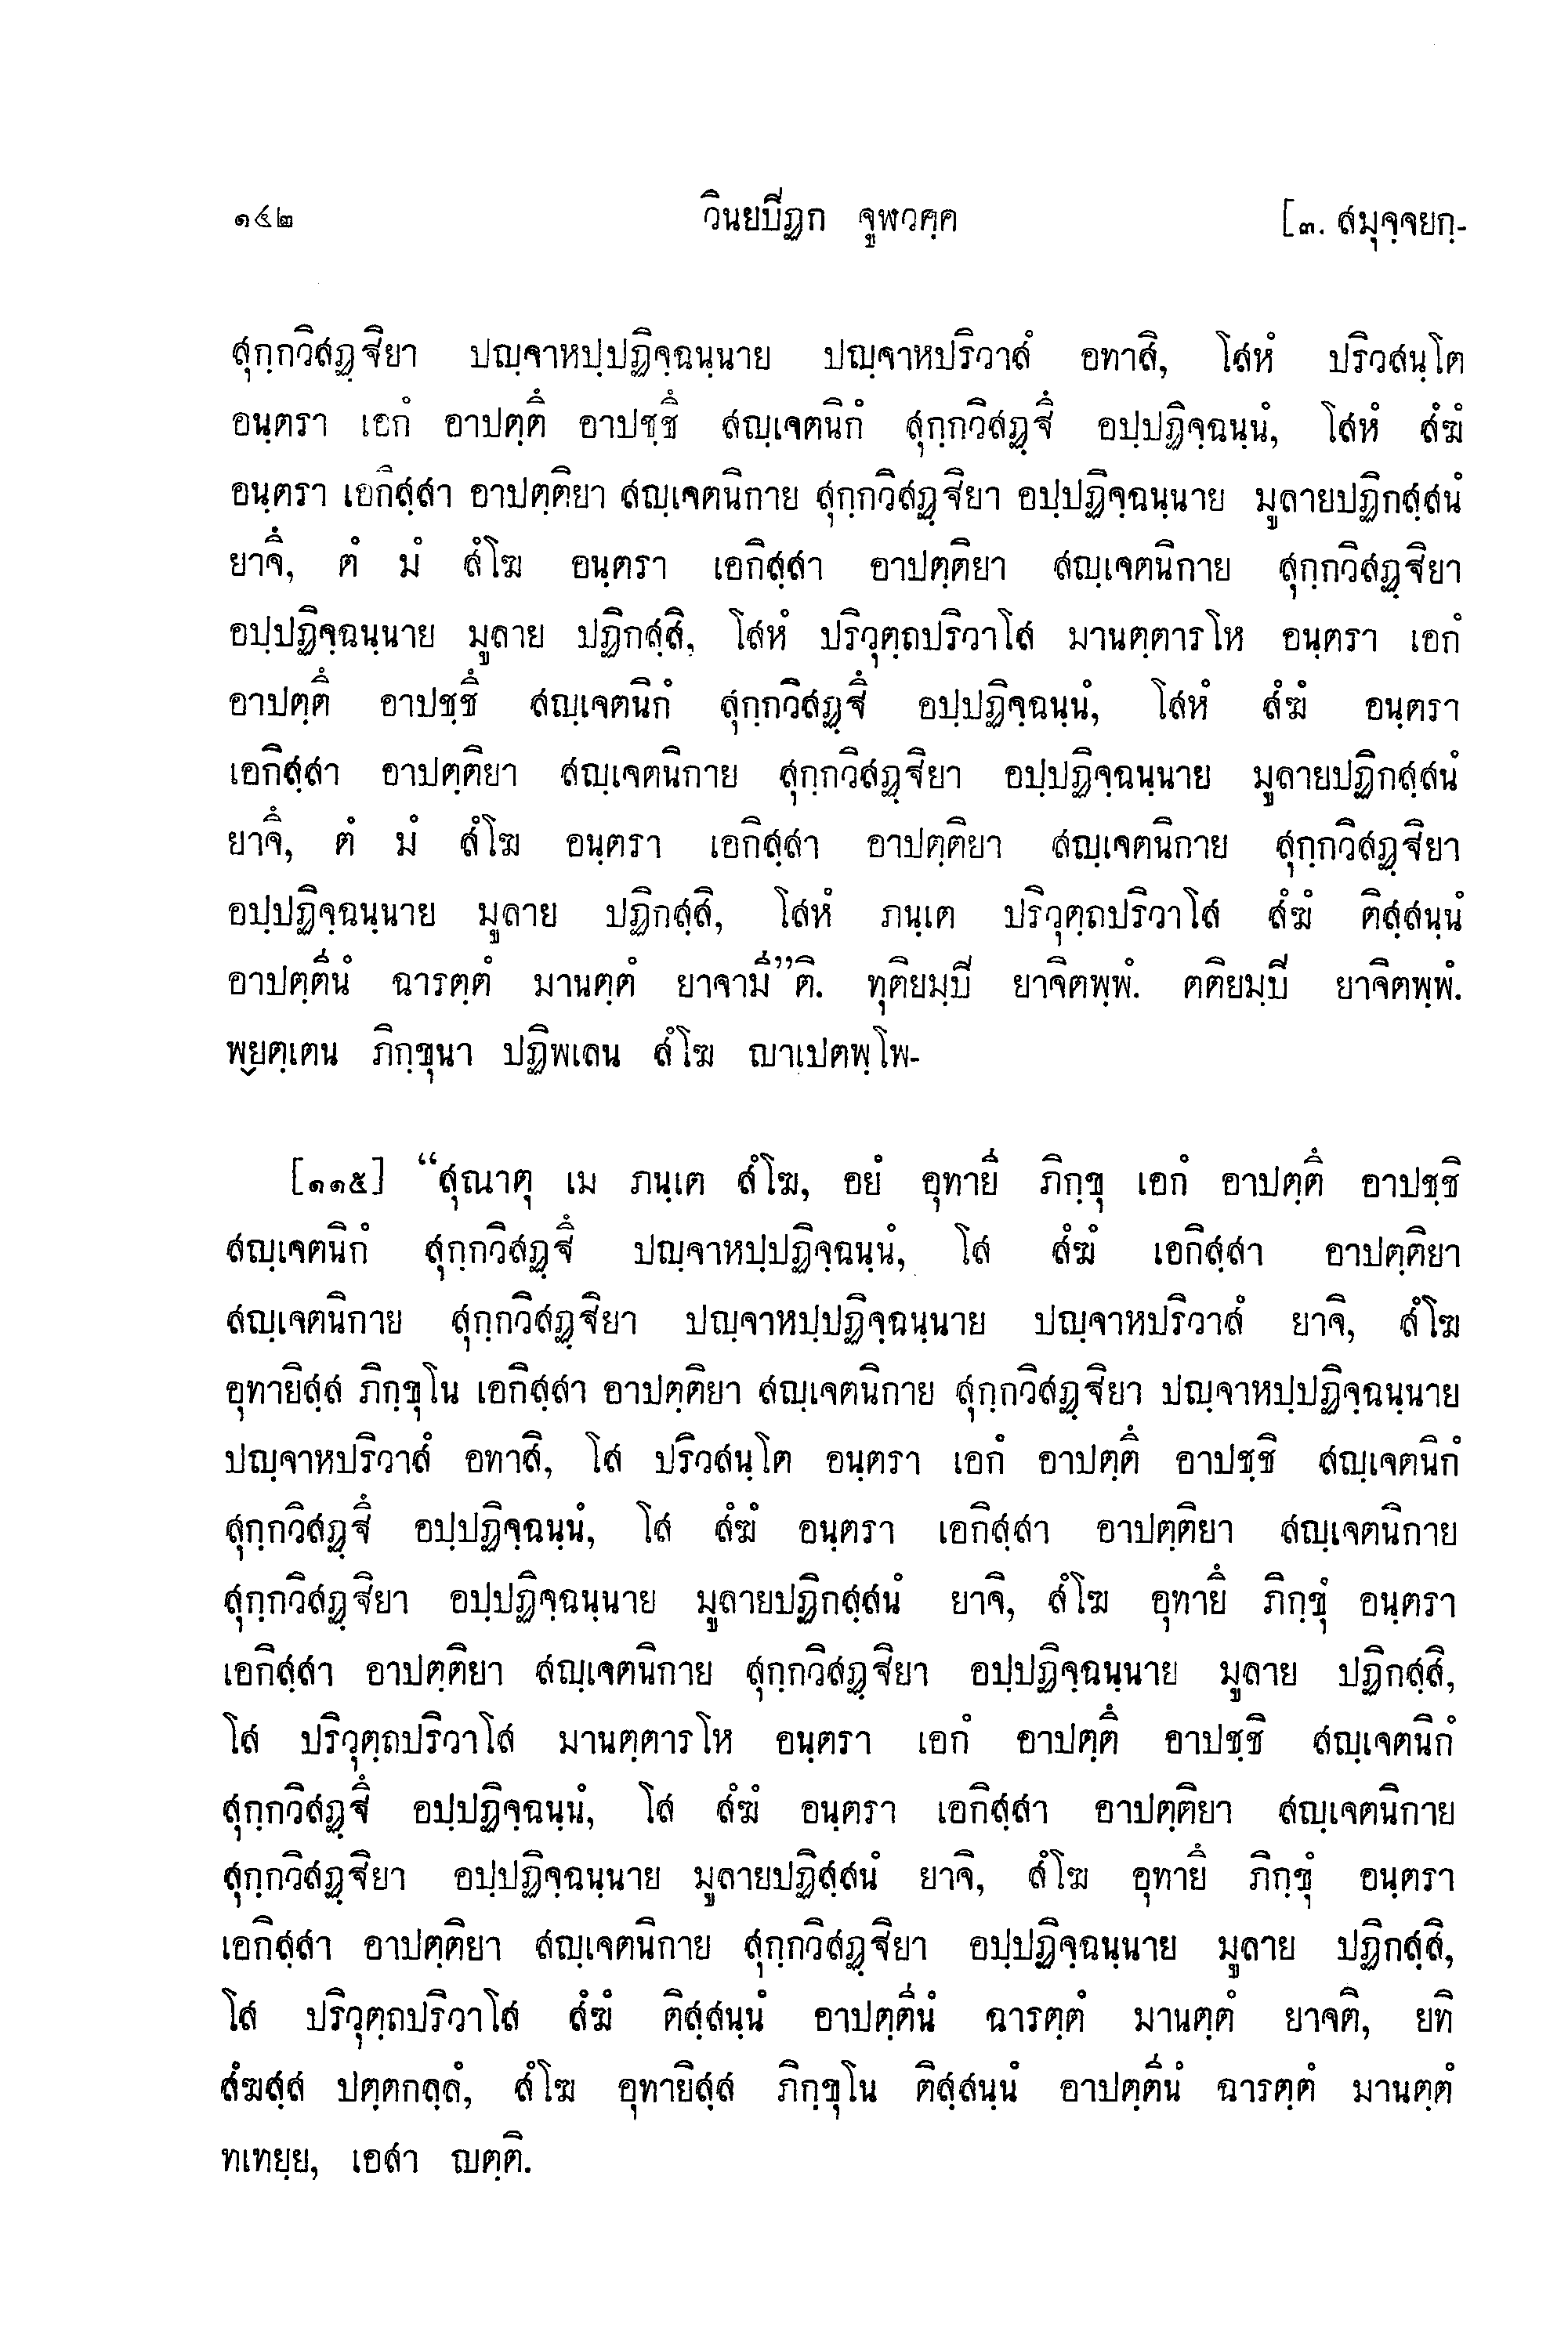 ๑๔๒ วินยปิฏก จูฬวคฺค [๓. สมุจฺจยกฺ-
สุกฺกวิสฏฺฐิยา ปญฺจาหปฺปฏิจฺฉนฺนาย ปญฺจาหปริวาสํ อทาสิ, โสหํ ปริวสนฺโต
อนฺตรา เอกํ อาปตฺตึ อาปชฺชึ สญฺเจตนิกํ สุกฺกวิสฏฺฐึ อปฺปฏิจฺฉนฺนํ, โสหํ สํฆํ
อนฺตรา เอกิสฺสา อาปตฺติยา สญฺเจตนิกาย สุกฺกวิสฏฺฐิยา อปฺปฏิจฺฉนฺนาย มูลายปฏิกสฺสนํ
ยาจึ, ตํ มํ สํโฆ อนฺตรา เอกิสฺสา อาปตฺติยา สญฺเจตนิกาย สุกฺกวิสฏฺฐิยา
อปฺปฏิจฺฉนฺนาย มูลาย ปฏิกสฺสิ, โสหํ ปริวุตฺถปริวาโส มานตฺตารโห อนฺตรา เอกํ
อาปตฺตึ อาปชฺชึ สญฺเจตนิกํ สุกฺกวิสฏฺฐึ อปฺปฏิจฺฉนฺนํ, โสหํ สํฆํ อนฺตรา
เอกิสฺสา อาปตฺติยา สญฺเจตนิกาย สุกฺกวิสฏฺฐิยา อปฺปฏิจฺฉนฺนาย มูลายปฏิกสฺสนํ
ยาจึ, ตํ มํ สํโฆ อนฺตรา เอกิสฺสา อาปตฺติยา สญฺเจตนิกาย สุกฺกวิสฏฺฐิยา
อปฺปฏิจฺฉนฺนาย มูลาย ปฏิกสฺสิ, โสหํ ภนฺเต ปริวุตฺถปริวาโส สํฆํ ติสฺสนฺนํ
อาปตฺตีนํ ฉารตฺตํ มานตฺตํ ยาจามี”ติ. ทุติยมฺปิ ยาจิตพฺพํ. ตติยมฺปิ ยาจิตพฺพํ.
พฺยตฺเตน ภิกฺขุนา ปฏิพเลน สํโฆ ญาเปตพฺโพ-
[๑๑๕] “สุณาตุ เม ภนฺเต สํโฆ, อยํ อุทายี ภิกฺขุ เอกํ อาปตฺตึ อาปชฺชิ
สญฺเจตนิกํ สุกฺกวิสฏฺฐึ ปญฺจาหปฺปฏิจฺฉนฺนํ, โส สํฆํ เอกิสฺสา อาปตฺติยา
สญฺเจตนิกาย สุกฺกวิสฏฺฐิยา ปญฺจาหปฺปฏิจฺฉนฺนาย ปญฺจาหปริวาสํ ยาจิ, สํโฆ
อุทายิสฺส ภิกฺขุโน เอกิสฺสา อาปตฺติยา สญฺเจตนิกาย สุกฺกวิสฏฺฐิยา ปญฺจาหปฺปฏิจฺฉนฺนาย
ปญฺจาหปริวาสํ อทาสิ, โส ปริวสนฺโต อนฺตรา เอกํ อาปตฺตึ อาปชฺชิ สญฺเจตนิกํ
สุกฺกวิสฏฺฐึ อปฺปฏิจฺฉนฺนํ, โส สํฆํ อนฺตรา เอกิสฺสา อาปตฺติยา สญฺเจตนิกาย
สุกฺกวิสฏฺฐิยา อปฺปฏิจฺฉนฺนาย มูลายปฏิกสฺสนํ ยาจิ, สํโฆ อุทายึ ภิกฺขุํ อนฺตรา
เอกิสฺสา อาปตฺติยา สญฺเจตนิกาย สุกฺกวิสฏฺฐิยา อปฺปฏิจฺฉนฺนาย มูลาย ปฏิกสฺสิ,
โส ปริวุตฺถปริวาโส มานตฺตารโห อนฺตรา เอกํ อาปตฺตึ อาปชฺชิ สญฺเจตนิกํ
สุกฺกวิสฏฺฐึ อปฺปฏิจฺฉนฺนํ, โส สํฆํ อนฺตรา เอกิสฺสา อาปตฺติยา สญฺเจตนิกาย
สุกฺกวิสฏฺฐิยา อปฺปฏิจฺฉนฺนาย มูลายปฏิสฺสนํ ยาจิ, สํโฆ อุทายึ ภิกฺขุํ อนฺตรา
เอกิสฺสา อาปตฺติยา สญฺเจตนิกาย สุกฺกวิสฏฺฐิยา อปฺปฏิจฺฉนฺนาย มูลาย ปฏิกสฺสิ,
โส ปริวุตฺถปริวาโส สํฆํ ติสฺสนฺนํ อาปตฺตีนํ ฉารตฺตํ มานตฺตํ ยาจติ, ยทิ
สํฆสฺส ปตฺตกลฺลํ, สํโฆ อุทายิสฺส ภิกฺขุโน ติสฺสนฺนํ อาปตฺตีนํ ฉารตฺตํ มานตฺตํ
ทเทยฺย, เอสา ญตฺติ.